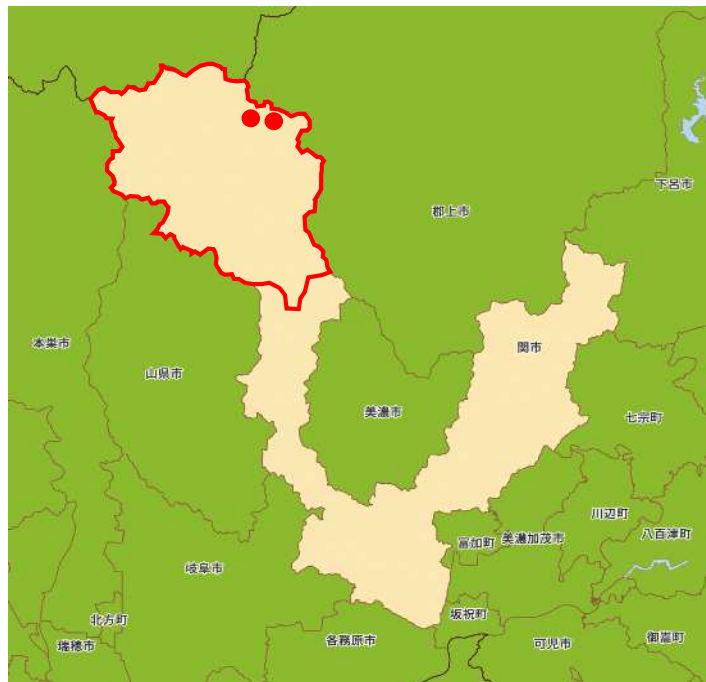 下呂市
郡上市
本巣市
関市
山県市
美濃市
七宗町
川辺町
八百津町
富加町
美濃加茂市
岐阜市
北方町
坂祝町
瑞穂市
各務原市
可児市
御嵩町